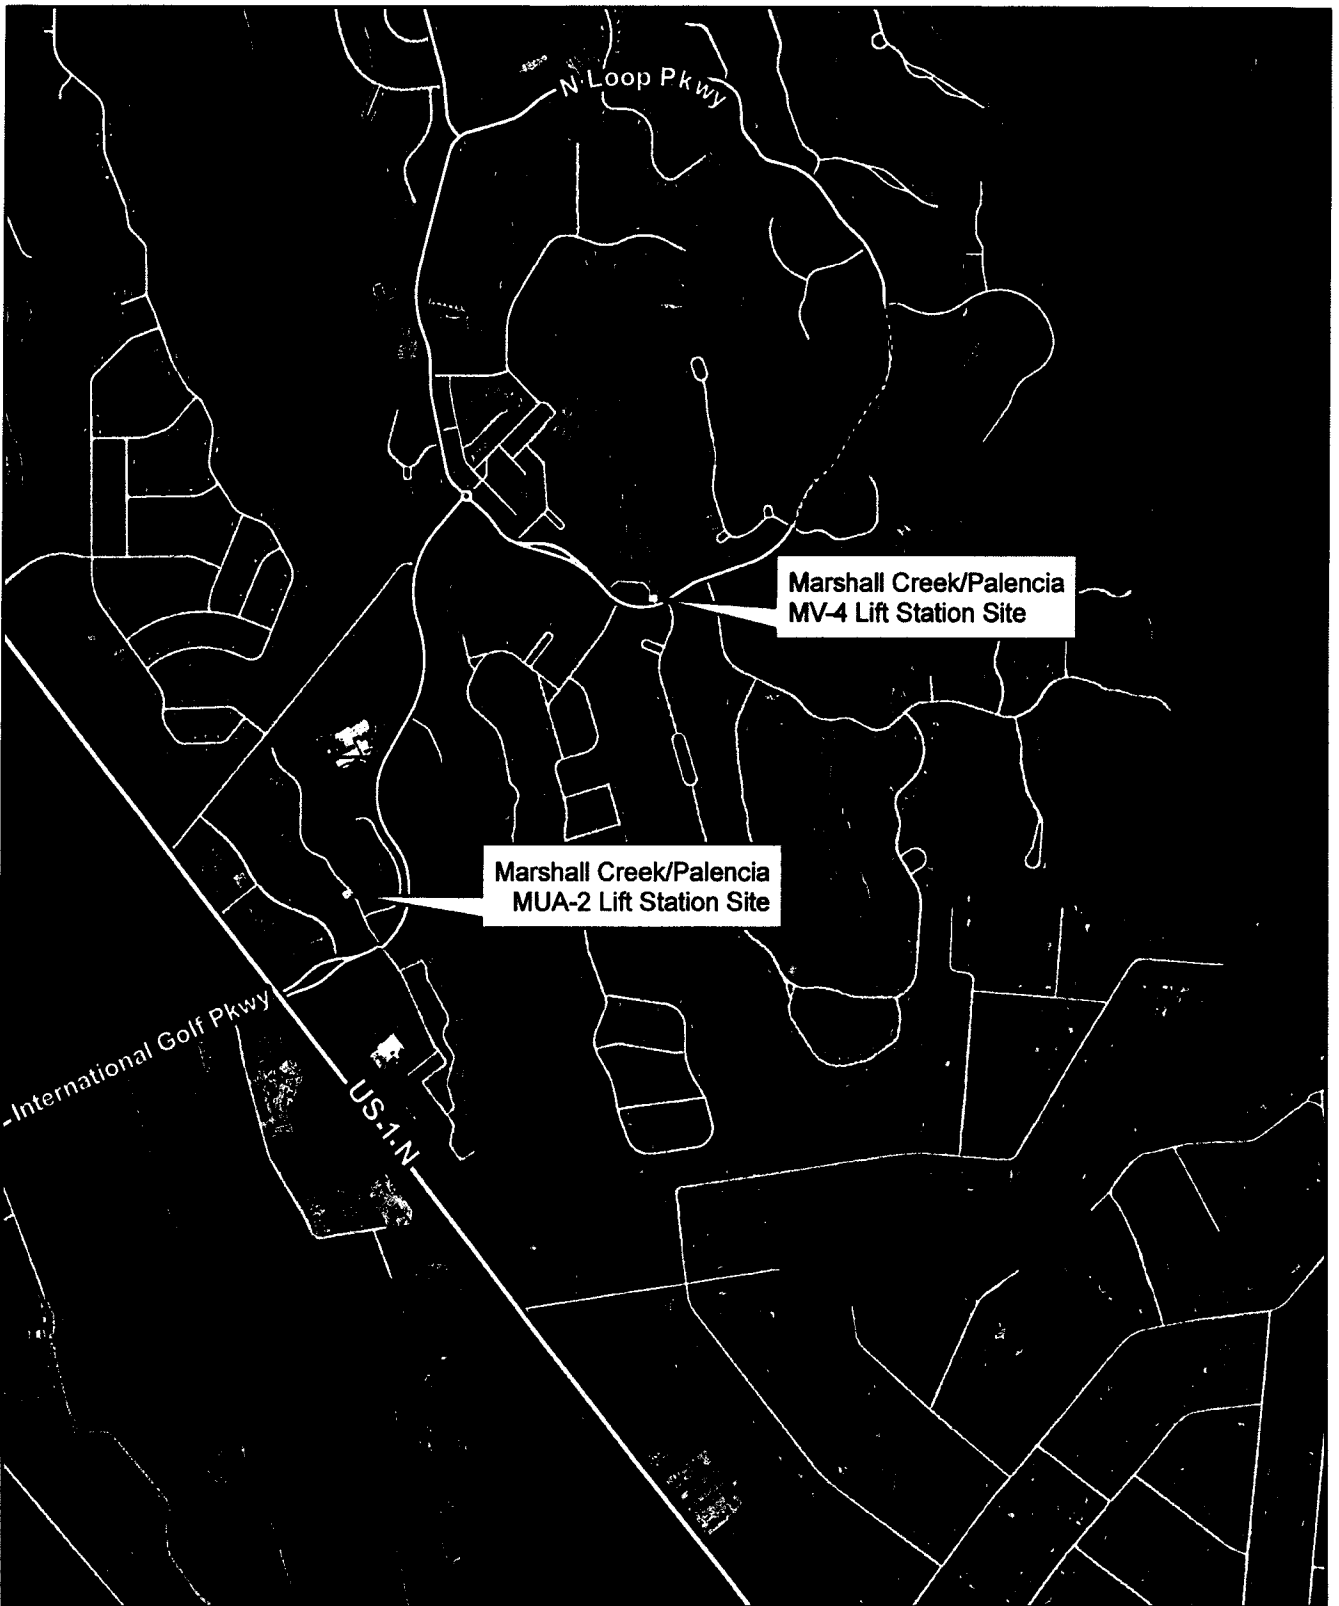 N Loop Pkwy
Marshall Creek/Palencia
MV-4 Lift Station Site
Marshall Creek/Palencia
MUA-2 Lift Station Site
International Golf Pkwy
US 1 N